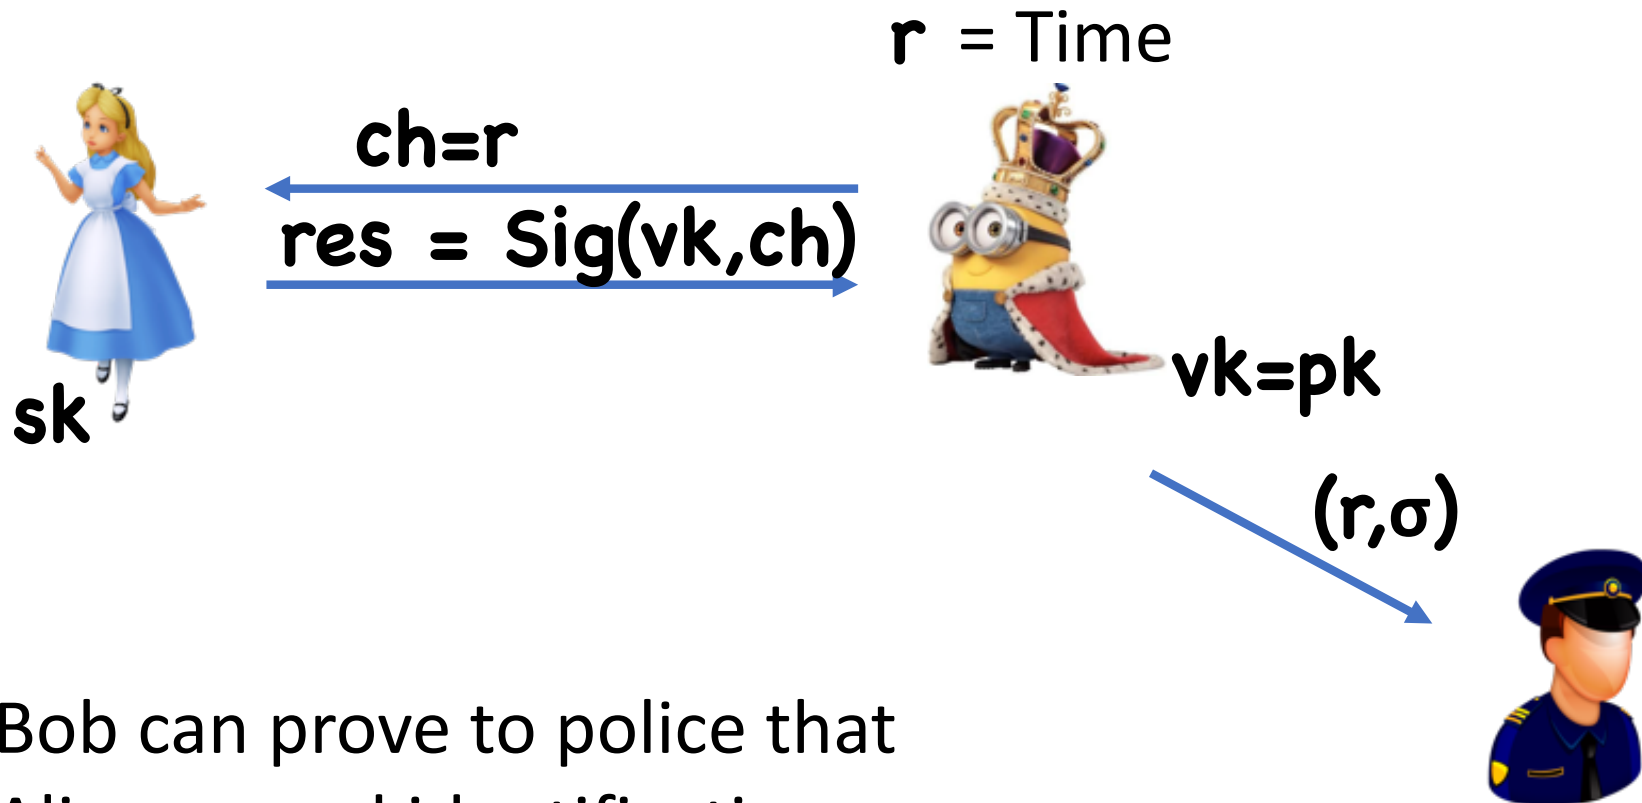 r = Time
ch=r
res = Sig(vk,ch)
vk=pk
sk
(r,σ)
Bob can prove to police that